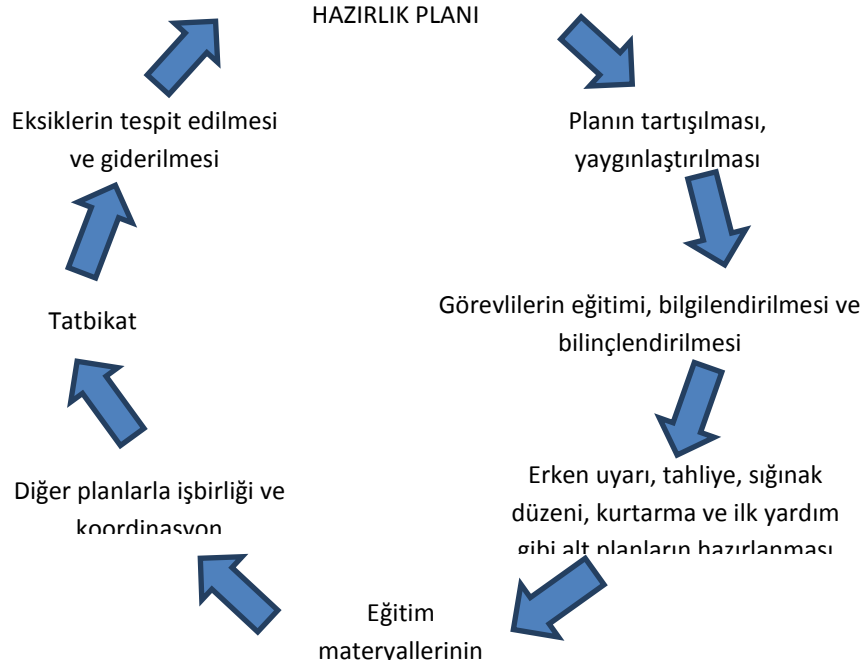 HAZIRLIK PLANI
Planın tartışılması,
yaygınlaştırılması
Görevlilerin eğitimi, bilgilendirilmesi ve
bilinçlendirilmesi
Erken uyarı, tahliye, sığınak
düzeni, kurtarma ve ilk yardım
gibi alt planların hazırlanması
Eğitim
materyallerinin
Diğer planlarla işbirliği ve
koordinasyon
Tatbikat
Eksiklerin tespit edilmesi
ve giderilmesi